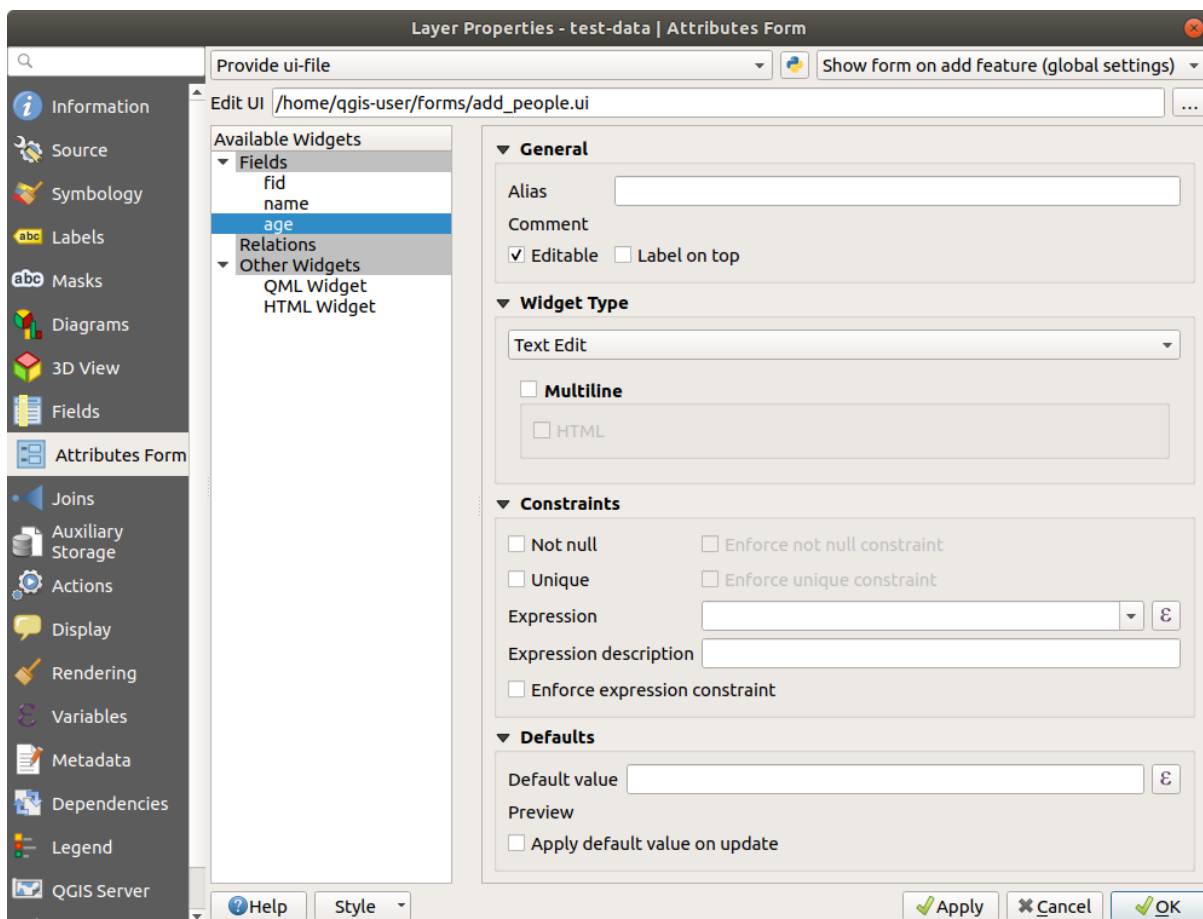 Layer Properties - test-data | Attributes Form
Provide ui-file
Show form on add feature (global settings)
Edit UI /home/qgis-user/forms/add_people.ui ...
Information
Source
Symbology
abc Labels
abc Masks
Diagrams
3D View
Fields
Attributes Form
Joins
Auxiliary
Storage
Actions
Display
Rendering
Variables
Metadata
Dependencies
Legend
QGIS Server
Available Widgets
Fields
fid
name
age
Relations
Other Widgets
QML Widget
HTML Widget
General
Alias
Comment
Editable Label on top
Widget Type
Text Edit
Multiline
HTML
Constraints
Not null Enforce not null constraint
Unique Enforce unique constraint
Expression ε
Expression description
Enforce expression constraint
Defaults
Default value ε
Preview
Apply default value on update
Help Style Apply Cancel OK